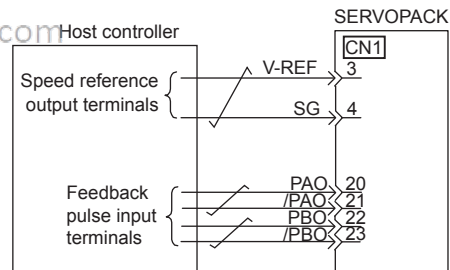 SERVOPACK
com
Host controller
CN1
V-REF 3
Speed reference
output terminals
SG 4
PAO 20
/PAO 21
Feedback
pulse input
terminals
PBO 22
/PBO 23